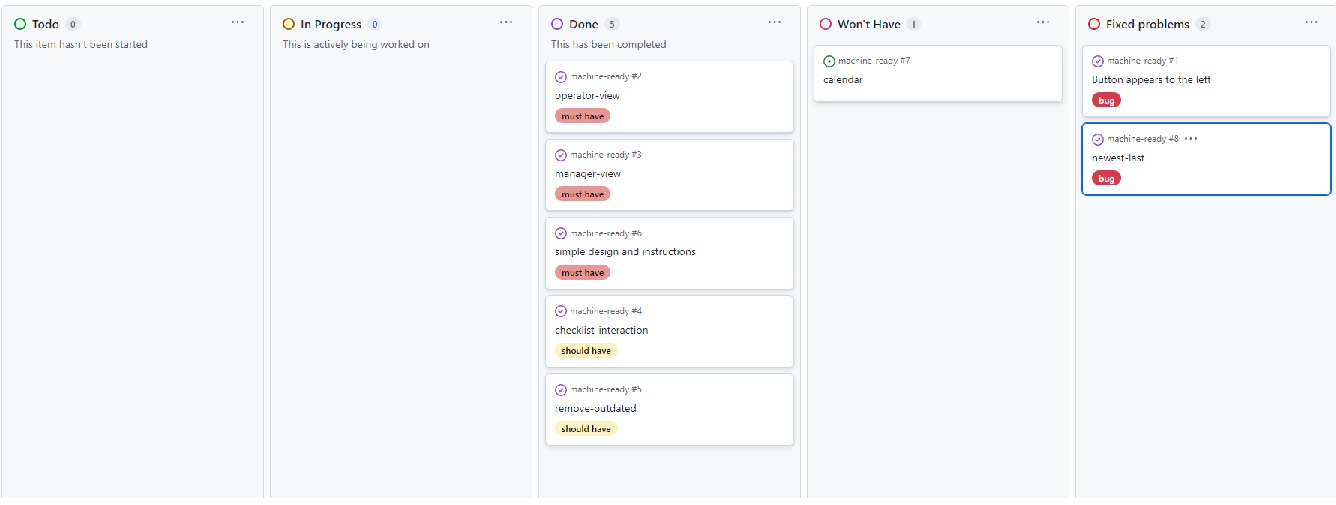 Todo 0 ...
This item hasn't been started
In Progress 0 ...
This is actively being worked on
Done 5 ...
This has been completed
machine-ready #2
operator-view
must have
machine-ready #3
manager-view
must have
machine-ready #6
simple design and instructions
must have
machine-ready #4
checklist-interaction
should have
machine-ready #5
remove-outdated
should have
Won't Have 1 ...
machine-ready #7
calendar
Fixed problems 2 ...
machine-ready #1
Button appears to the left
bug
machine-ready #8 ...
newest-last
bug